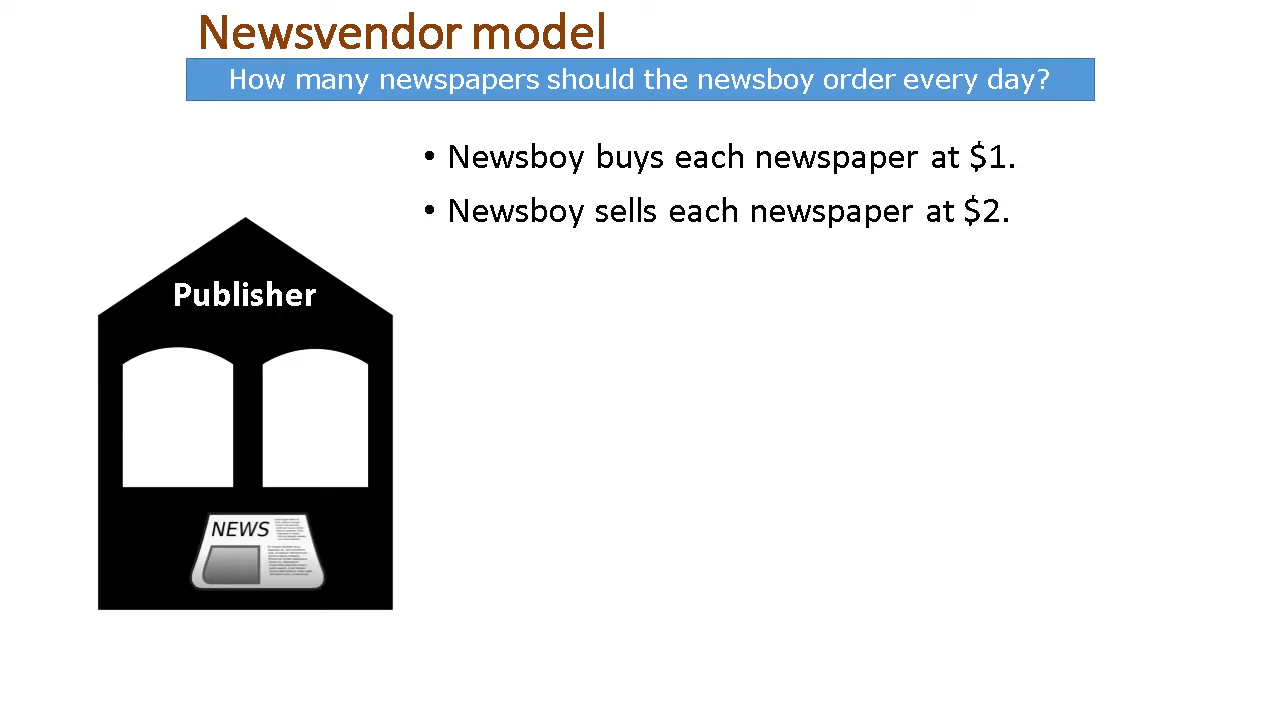 Newsvendor model
How many newspapers should the newsboy order every day?
• Newsboy buys each newspaper at $1.
• Newsboy sells each newspaper at $2.
Publisher
NEWS